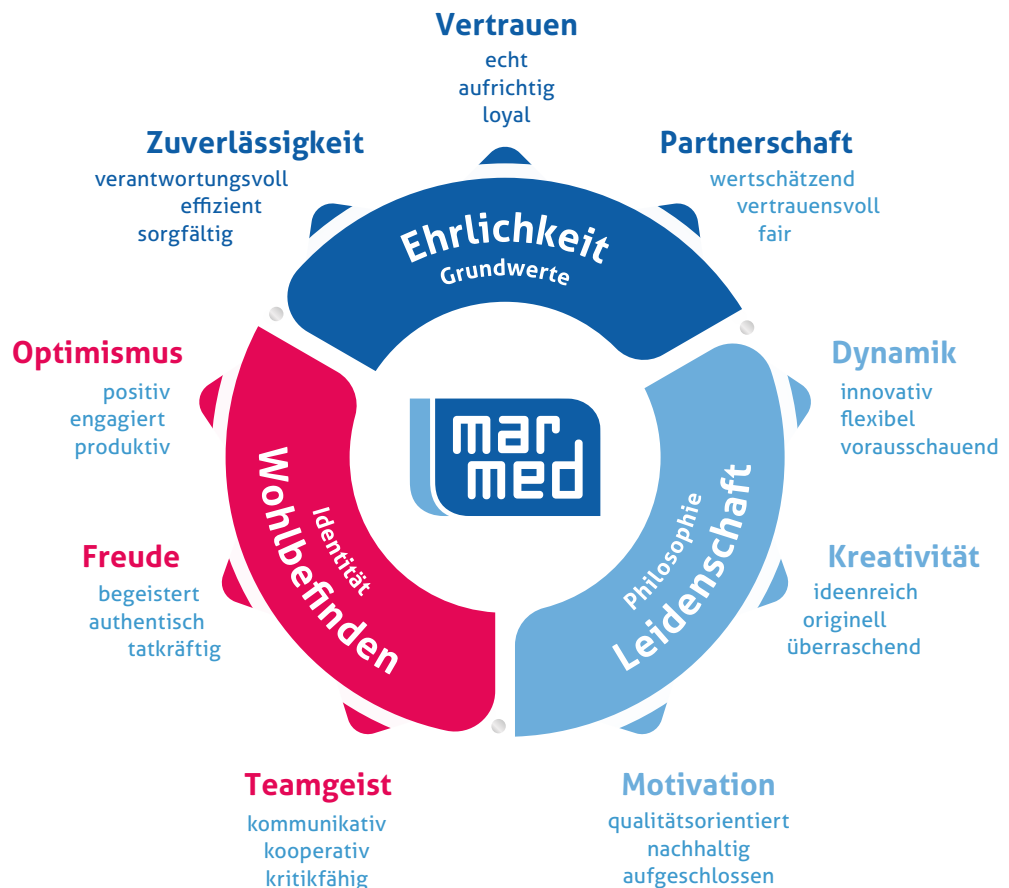 Vertrauen
echt
aufrichtig
loyal
Zuverlässigkeit
verantwortungsvoll
effizient
sorgfältig
Partnerschaft
wertschätzend
vertrauensvoll
fair
Ehrlichkeit
Grundwerte
Optimismus
positiv
engagiert
produktiv
Dynamik
innovativ
flexibel
vorausschauend
mar
med
Wohlbefinden
Identität
Philosophie
Leidenschaft
Freude
begeistert
authentisch
tatkräftig
Kreativität
ideenreich
originell
überraschend
Teamgeist
kommunikativ
kooperativ
kritikfähig
Motivation
qualitätsorientiert
nachhaltig
aufgeschlossen